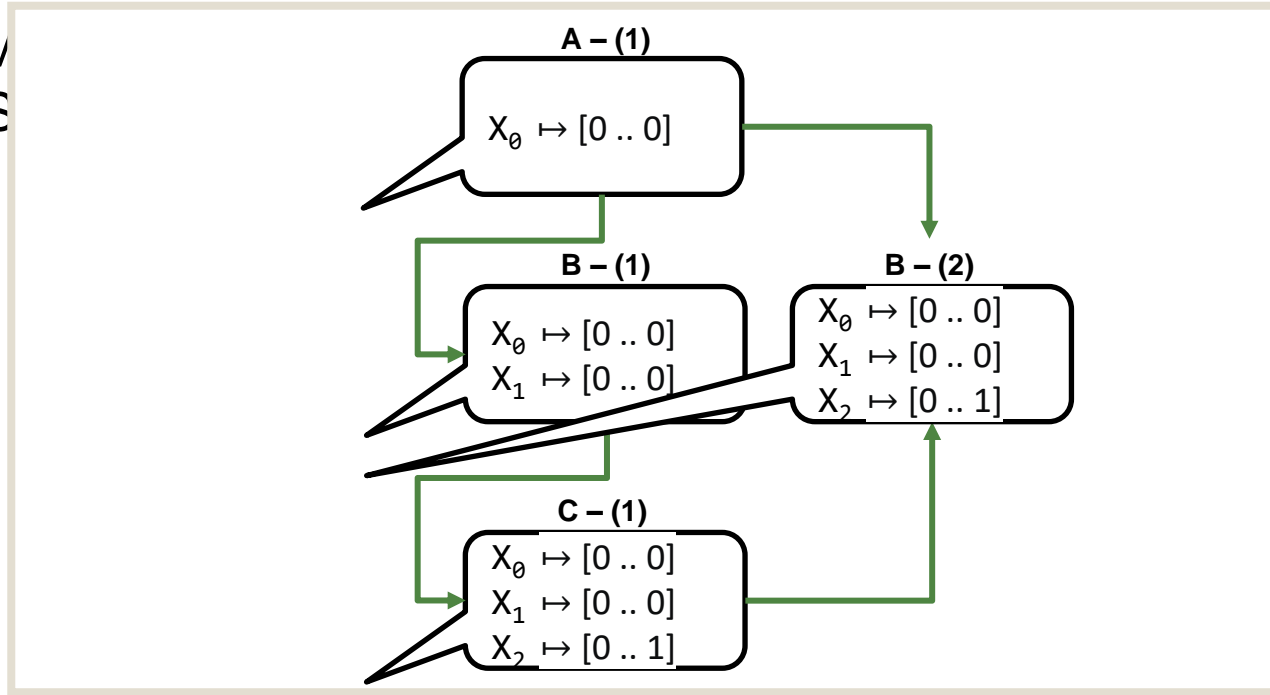 A – (1)
X₀ ↦ [0 .. 0]
B – (1)
X₀ ↦ [0 .. 0]
X₁ ↦ [0 .. 0]
B – (2)
X₀ ↦ [0 .. 0]
X₁ ↦ [0 .. 0]
X₂ ↦ [0 .. 1]
C – (1)
X₀ ↦ [0 .. 0]
X₁ ↦ [0 .. 0]
X₂ ↦ [0 .. 1]